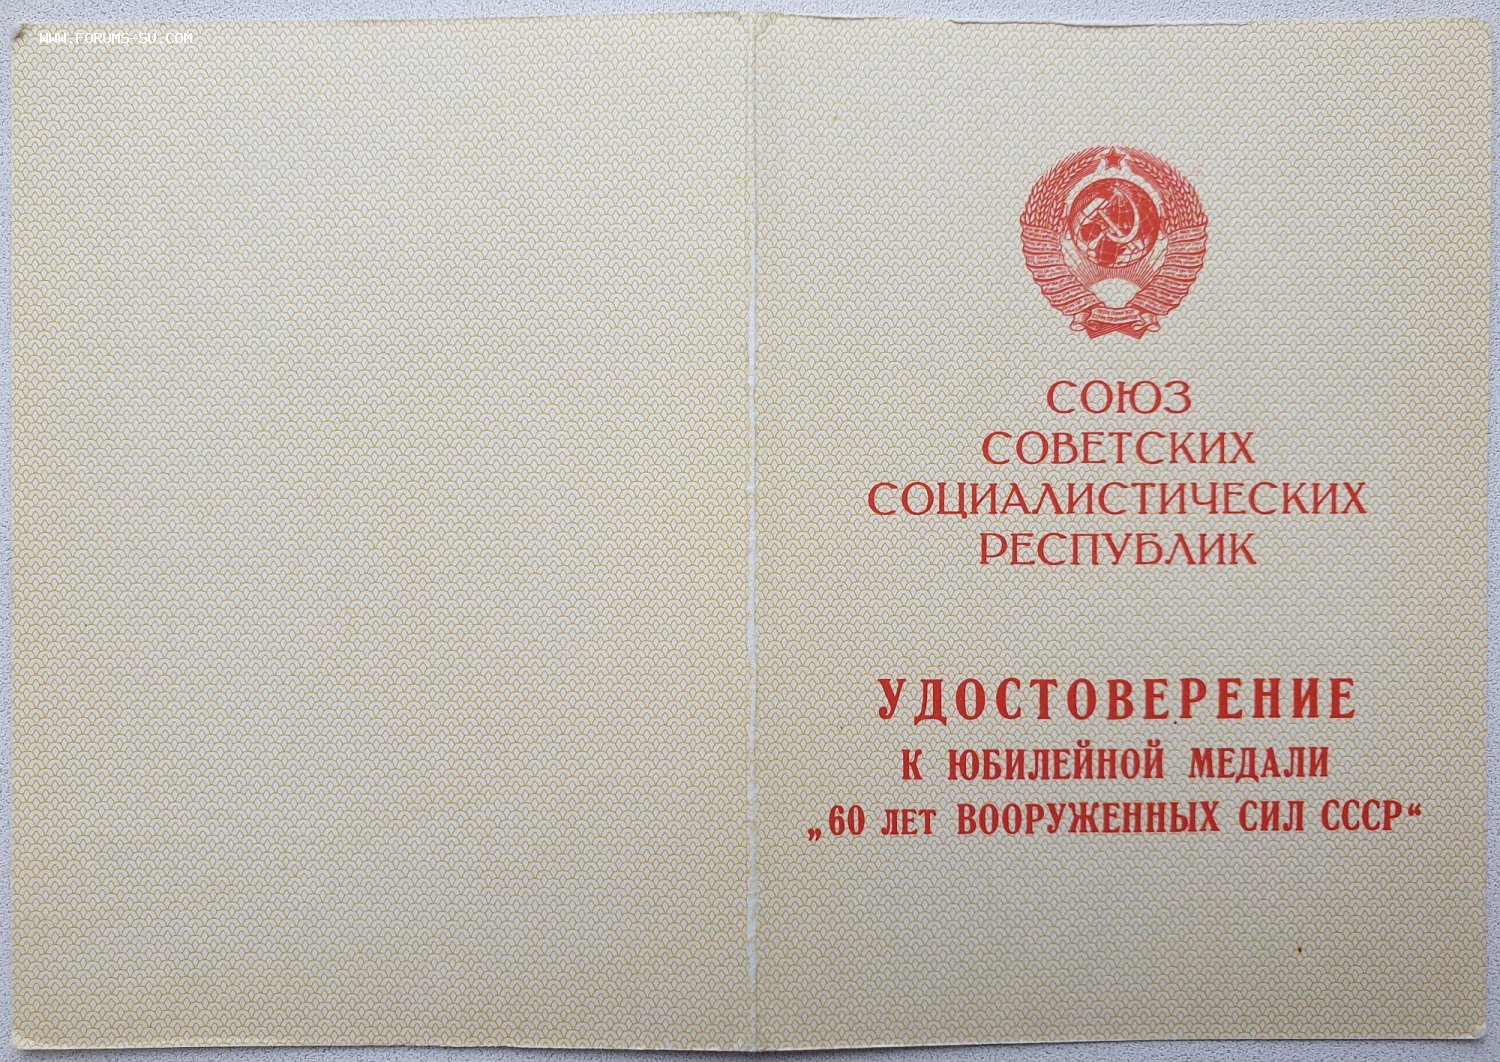 WWW.FORUMS-SU.COM
СОЮЗ
СОВЕТСКИХ
СОЦИАЛИСТИЧЕСКИХ
РЕСПУБЛИК
УДОСТОВЕРЕНИЕ
К ЮБИЛЕЙНОЙ МЕДАЛИ
„60 ЛЕТ ВООРУЖЕННЫХ СИЛ СССР“